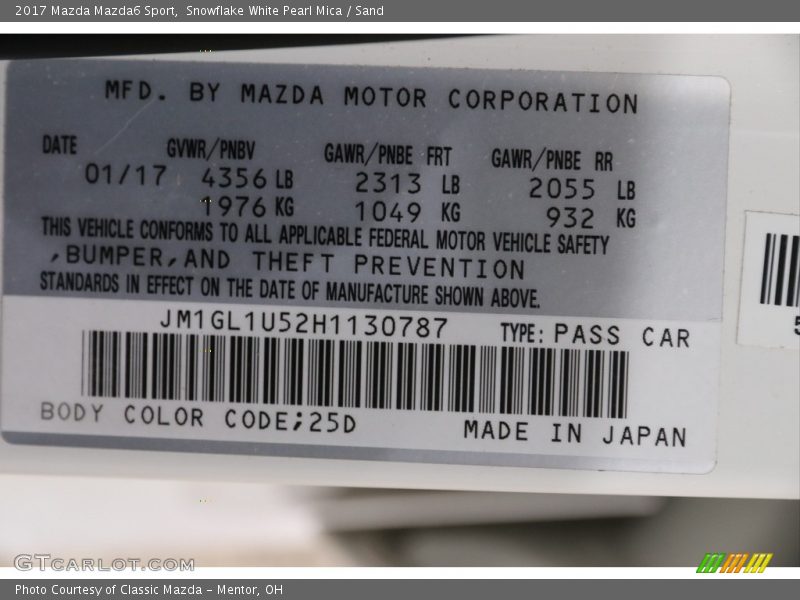 2017 Mazda Mazda6 Sport,  Snowflake White Pearl Mica / Sand
MFD. BY MAZDA MOTOR CORPORATION
DATE GVWR/PNBV GAWR/PNBE FRT GAWR/PNBE RR
01/17 4356 LB 2313 LB 2055 LB
1976 KG 1049 KG 932 KG
THIS VEHICLE CONFORMS TO ALL APPLICABLE FEDERAL MOTOR VEHICLE SAFETY
,BUMPER,AND THEFT PREVENTION
STANDARDS IN EFFECT ON THE DATE OF MANUFACTURE SHOWN ABOVE.
JM1GL1U52H1130787 TYPE: PASS CAR
BODY COLOR CODE;25D
MADE IN JAPAN
GTCARLOT.COM
Photo Courtesy of Classic Mazda - Mentor, OH